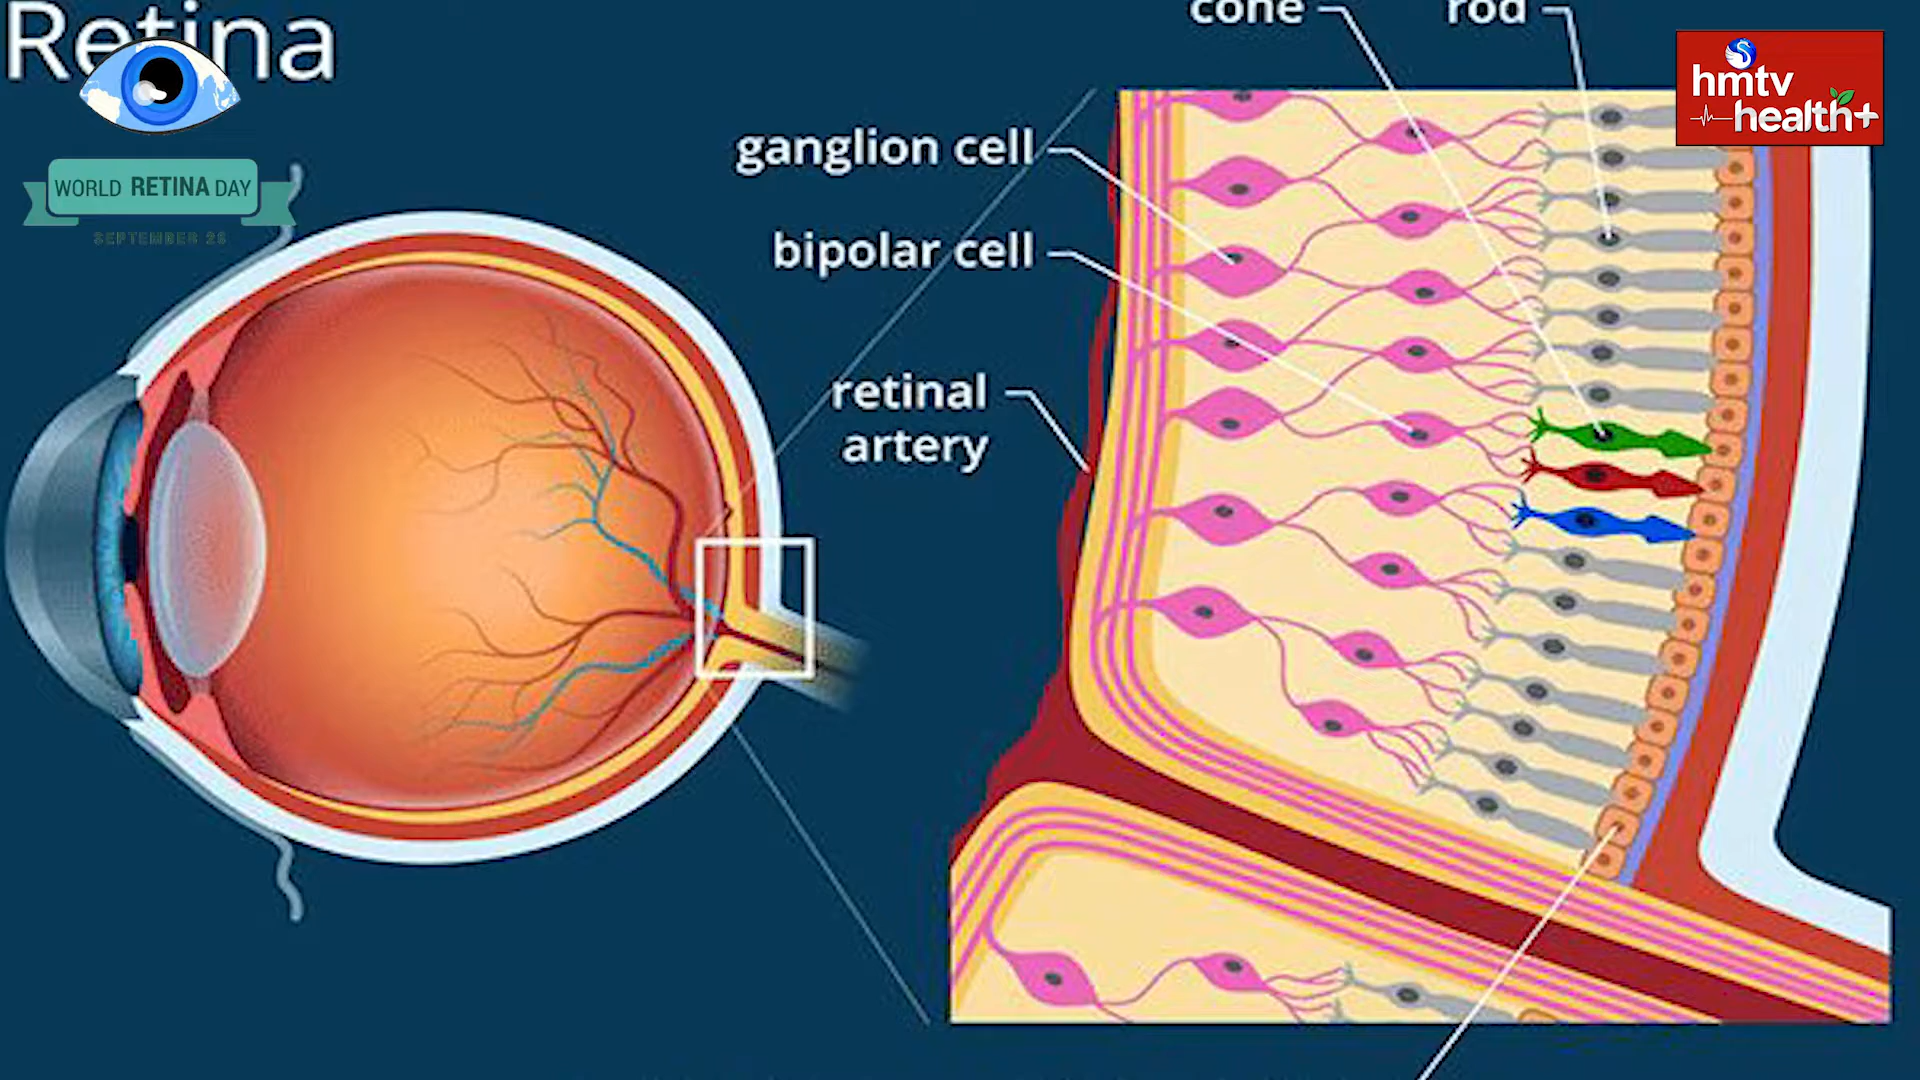 Retina
cone
rod
hmtv
health+
ganglion cell
WORLD RETINA DAY
SEPTEMBER 26
bipolar cell
retinal
artery